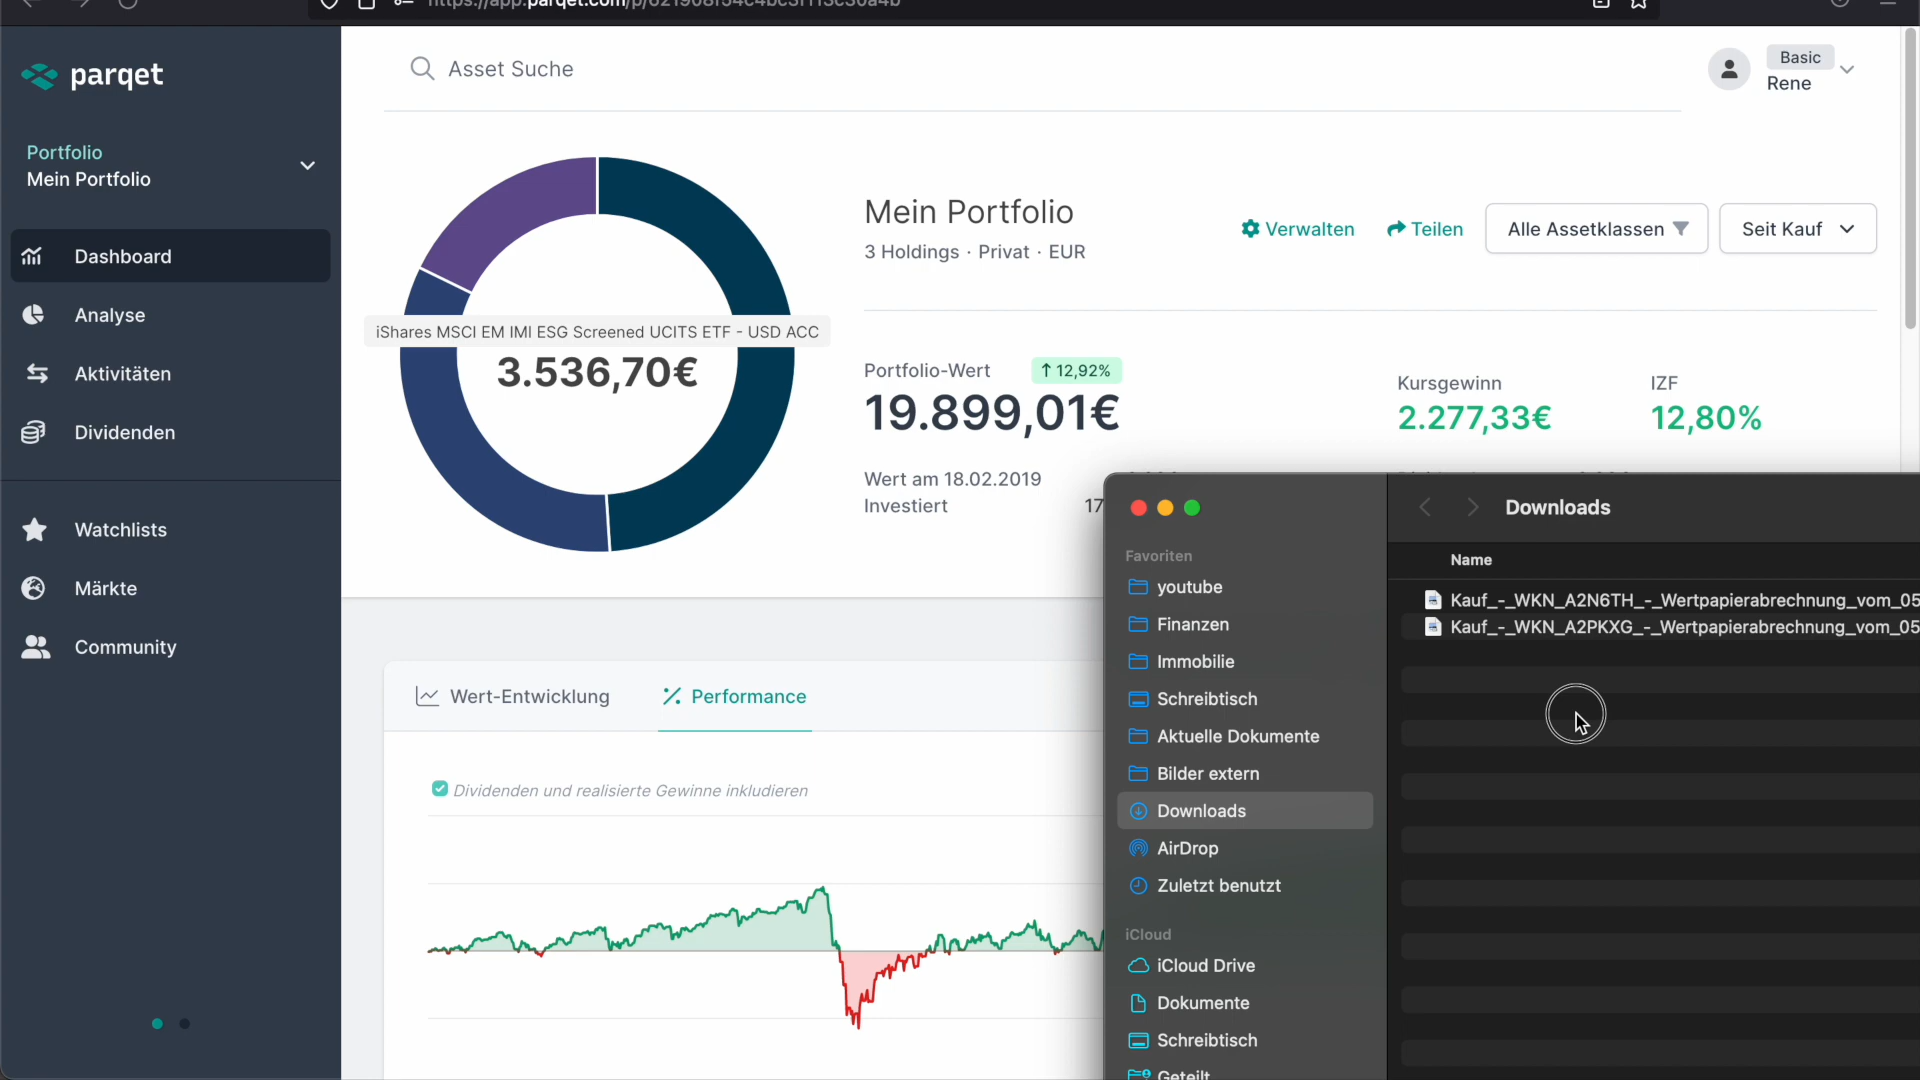 parqet
Portfolio
Mein Portfolio
Dashboard
Analyse
Aktivitäten
Dividenden
Watchlists
Märkte
Community
Asset Suche
Basic
Rene
iShares MSCI EM IMI ESG Screened UCITS ETF - USD ACC
3.536,70€
Mein Portfolio
3 Holdings · Privat · EUR
Verwalten
Teilen
Alle Assetklassen
Seit Kauf
Portfolio-Wert
12,92%
19.899,01€
Kursgewinn
2.277,33€
IZF
12,80%
Wert am 18.02.2019
Investiert
17
Wert-Entwicklung
Performance
Dividenden und realisierte Gewinne inkludieren
Downloads
Name
Kauf_-_WKN_A2N6TH_-_Wertpapierabrechnung_vom_05
Kauf_-_WKN_A2PKXG_-_Wertpapierabrechnung_vom_05
Favoriten
youtube
Finanzen
Immobilie
Schreibtisch
Aktuelle Dokumente
Bilder extern
Downloads
AirDrop
Zuletzt benutzt
iCloud
iCloud Drive
Dokumente
Schreibtisch
Geteilt